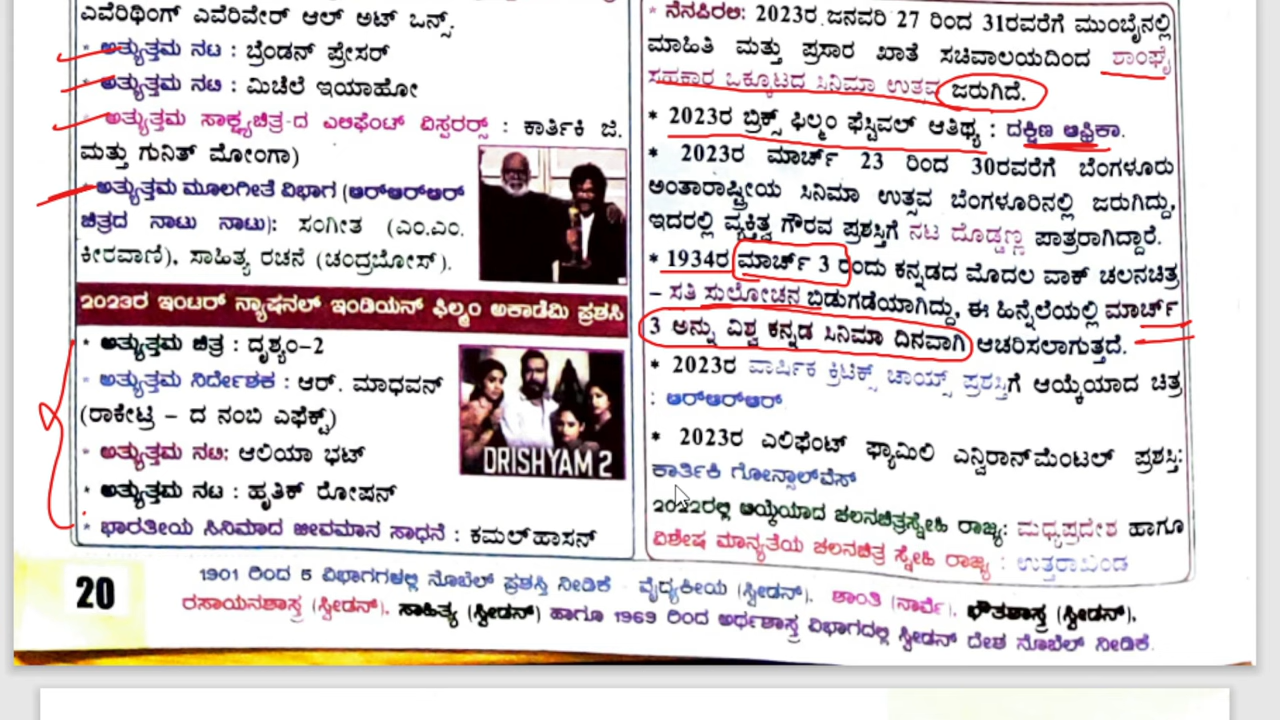 ಎವೆರಿಥಿಂಗ್ ಎವೆರಿವೇರ್ ಆಲ್ ಅಟ್ ಒನ್ಸ್.
* ಅತ್ಯುತ್ತಮ ನಟ : ಬ್ರೆಂಡನ್ ಪ್ರೇಸರ್
* ಅತ್ಯುತ್ತಮ ನಟಿ : ಮಿಚೆಲೆ ಇಯಾಹೋ
* ಅತ್ಯುತ್ತಮ ಸಾಕ್ಷ್ಯಚಿತ್ರ-ದ ಎಲಿಫೆಂಟ್ ವಿಸ್ಪರರ್ಸ್ : ಕಾರ್ತಿಕಿ ಜಿ.
ಮತ್ತು ಗುನಿತ್ ಮೋಂಗಾ)
* ಅತ್ಯುತ್ತಮ ಮೂಲಗೀತೆ ವಿಭಾಗ (ಆರ್‌ಆರ್‌ಆರ್
ಚಿತ್ರದ ನಾಟು ನಾಟು): ಸಂಗೀತ (ಎಂ.ಎಂ.
ಕೀರವಾಣಿ), ಸಾಹಿತ್ಯ ರಚನೆ (ಚಂದ್ರಬೋಸ್).
2023ರ ಇಂಟರ್ ನ್ಯಾಷನಲ್ ಇಂಡಿಯನ್ ಫಿಲ್ಮಂ ಅಕಾಡೆಮಿ ಪ್ರಶಸಿ
* ಅತ್ಯುತ್ತಮ ಚಿತ್ರ : ದೃಶ್ಯಂ-2
* ಅತ್ಯುತ್ತಮ ನಿರ್ದೇಶಕ : ಆರ್. ಮಾಧವನ್
(ರಾಕೇಟ್ರಿ – ದ ನಂಬಿ ಎಫೆಕ್ಟ್)
* ಅತ್ಯುತ್ತಮ ನಟಿ: ಆಲಿಯಾ ಭಟ್
* ಅತ್ಯುತ್ತಮ ನಟ : ಹೃತಿಕ್ ರೋಷನ್
* ಭಾರತೀಯ ಸಿನಿಮಾದ ಜೀವಮಾನ ಸಾಧನೆ : ಕಮಲ್‌ಹಾಸನ್
DRISHYAM 2
* ನೆನಪಿರಲಿ: 2023ರ ಜನವರಿ 27 ರಿಂದ 31ರವರೆಗೆ ಮುಂಬೈನಲ್ಲಿ
ಮಾಹಿತಿ ಮತ್ತು ಪ್ರಸಾರ ಖಾತೆ ಸಚಿವಾಲಯದಿಂದ ಶಾಂಘೈ
ಸಹಕಾರ ಒಕ್ಕೂಟದ ಸಿನಿಮಾ ಉತ್ಸವ ಜರುಗಿದೆ.
* 2023ರ ಬ್ರಿಕ್ಸ್ ಫಿಲ್ಮಂ ಫೆಸ್ಟಿವಲ್ ಆತಿಥ್ಯ : ದಕ್ಷಿಣ ಆಫ್ರಿಕಾ.
* 2023ರ ಮಾರ್ಚ್ 23 ರಿಂದ 30ರವರೆಗೆ ಬೆಂಗಳೂರು
ಅಂತಾರಾಷ್ಟ್ರೀಯ ಸಿನಿಮಾ ಉತ್ಸವ ಬೆಂಗಳೂರಿನಲ್ಲಿ ಜರುಗಿದ್ದು,
ಇದರಲ್ಲಿ ವ್ಯಕ್ತಿತ್ವ ಗೌರವ ಪ್ರಶಸ್ತಿಗೆ ನಟ ದೊಡ್ಡಣ್ಣ ಪಾತ್ರರಾಗಿದ್ದಾರೆ.
* 1934ರ ಮಾರ್ಚ್ 3 ರಂದು ಕನ್ನಡದ ಮೊದಲ ವಾಕ್ ಚಲನಚಿತ್ರ
– ಸತಿ ಸುಲೋಚನ ಬಿಡುಗಡೆಯಾಗಿದ್ದು, ಈ ಹಿನ್ನೆಲೆಯಲ್ಲಿ ಮಾರ್ಚ್
3 ಅನ್ನು ವಿಶ್ವ ಕನ್ನಡ ಸಿನಿಮಾ ದಿನವಾಗಿ ಆಚರಿಸಲಾಗುತ್ತದೆ.
* 2023ರ ವಾರ್ಷಿಕ ಕ್ರಿಟಿಕ್ಸ್ ಚಾಯ್ಸ್ ಪ್ರಶಸ್ತಿಗೆ ಆಯ್ಕೆಯಾದ ಚಿತ್ರ
: ಆರ್‌ಆರ್‌ಆರ್
* 2023ರ ಎಲಿಫೆಂಟ್ ಫ್ಯಾಮಿಲಿ ಎನ್ವಿರಾನ್‌ಮೆಂಟಲ್ ಪ್ರಶಸ್ತಿ:
ಕಾರ್ತಿಕಿ ಗೋನ್ಸಾಲ್‌ವೆಸ್
2022ರಲ್ಲಿ ಆಯ್ಕೆಯಾದ ಚಲನಚಿತ್ರಸ್ನೇಹಿ ರಾಜ್ಯ: ಮಧ್ಯಪ್ರದೇಶ ಹಾಗೂ
ವಿಶೇಷ ಮಾನ್ಯತೆಯ ಚಲನಚಿತ್ರ ಸ್ನೇಹಿ ರಾಜ್ಯ : ಉತ್ತರಾಖಂಡ
20
1901 ರಿಂದ 5 ವಿಭಾಗಗಳಲ್ಲಿ ನೊಬೆಲ್ ಪ್ರಶಸ್ತಿ ನೀಡಿಕೆ - ವೈದ್ಯಕೀಯ (ಸ್ವೀಡನ್), ಶಾಂತಿ (ನಾರ್ವೆ), ಭೌತಶಾಸ್ತ್ರ (ಸ್ವೀಡನ್),
ರಸಾಯನಶಾಸ್ತ್ರ (ಸ್ವೀಡನ್), ಸಾಹಿತ್ಯ (ಸ್ವೀಡನ್) ಹಾಗೂ 1969 ರಿಂದ ಅರ್ಥಶಾಸ್ತ್ರ ವಿಭಾಗದಲ್ಲಿ ಸ್ವೀಡನ್ ದೇಶ ನೊಬೆಲ್ ನೀಡಿಕೆ.